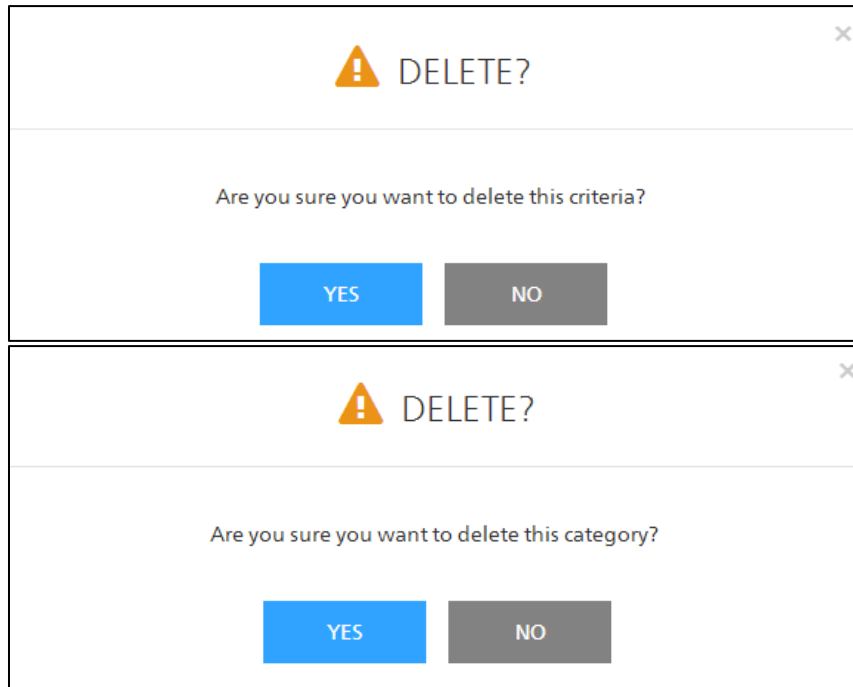 DELETE?
Are you sure you want to delete this criteria?
YES NO
DELETE?
Are you sure you want to delete this category?
YES NO